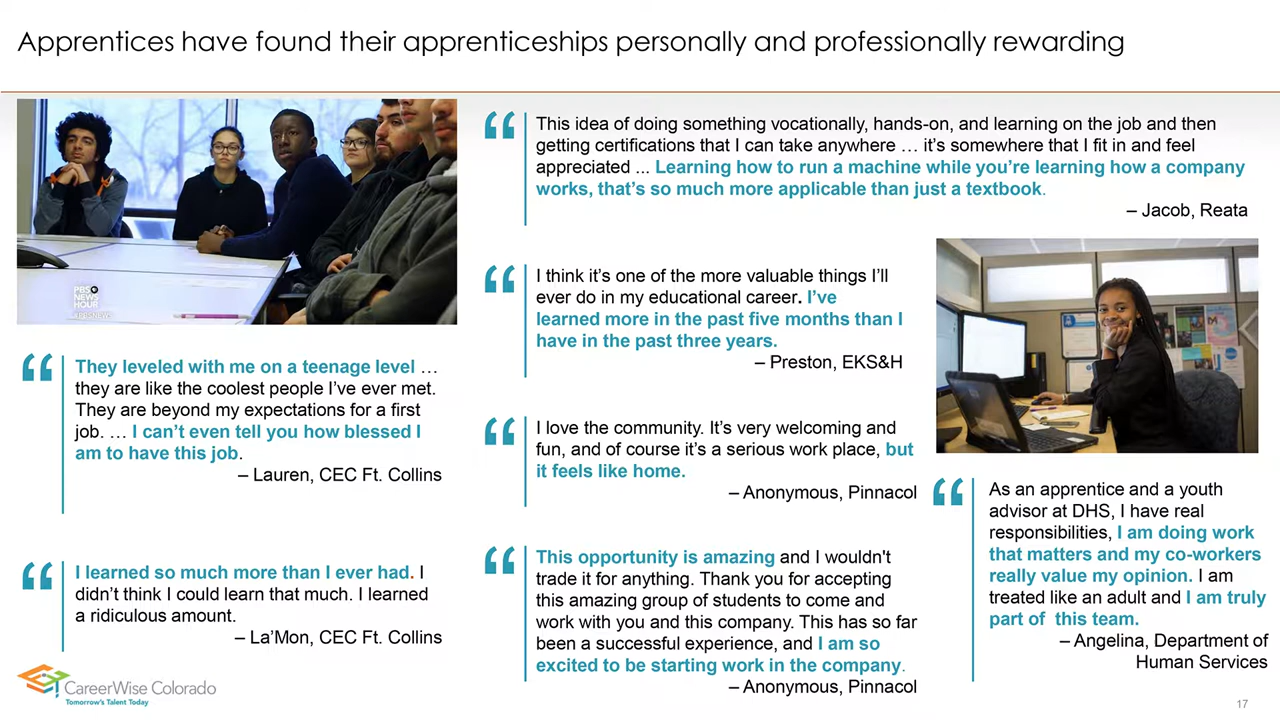 Apprentices have found their apprenticeships personally and professionally rewarding
PBS
NEWS
HOUR
“
They leveled with me on a teenage level …
they are like the coolest people I’ve ever met.
They are beyond my expectations for a first
job. … I can’t even tell you how blessed I
am to have this job.
– Lauren, CEC Ft. Collins
“
I learned so much more than I ever had. I
didn’t think I could learn that much. I learned
a ridiculous amount.
– La’Mon, CEC Ft. Collins
“
This idea of doing something vocationally, hands-on, and learning on the job and then
getting certifications that I can take anywhere … it’s somewhere that I fit in and feel
appreciated ... Learning how to run a machine while you’re learning how a company
works, that’s so much more applicable than just a textbook.
– Jacob, Reata
“
I think it’s one of the more valuable things I’ll
ever do in my educational career. I’ve
learned more in the past five months than I
have in the past three years.
– Preston, EKS&H
“
I love the community. It’s very welcoming and
fun, and of course it’s a serious work place, but
it feels like home.
– Anonymous, Pinnacol
“
This opportunity is amazing and I wouldn't
trade it for anything. Thank you for accepting
this amazing group of students to come and
work with you and this company. This has so far
been a successful experience, and I am so
excited to be starting work in the company.
– Anonymous, Pinnacol
“
As an apprentice and a youth
advisor at DHS, I have real
responsibilities, I am doing work
that matters and my co-workers
really value my opinion. I am
treated like an adult and I am truly
part of this team.
– Angelina, Department of
Human Services
CareerWise Colorado
Tomorrow’s Talent Today
17